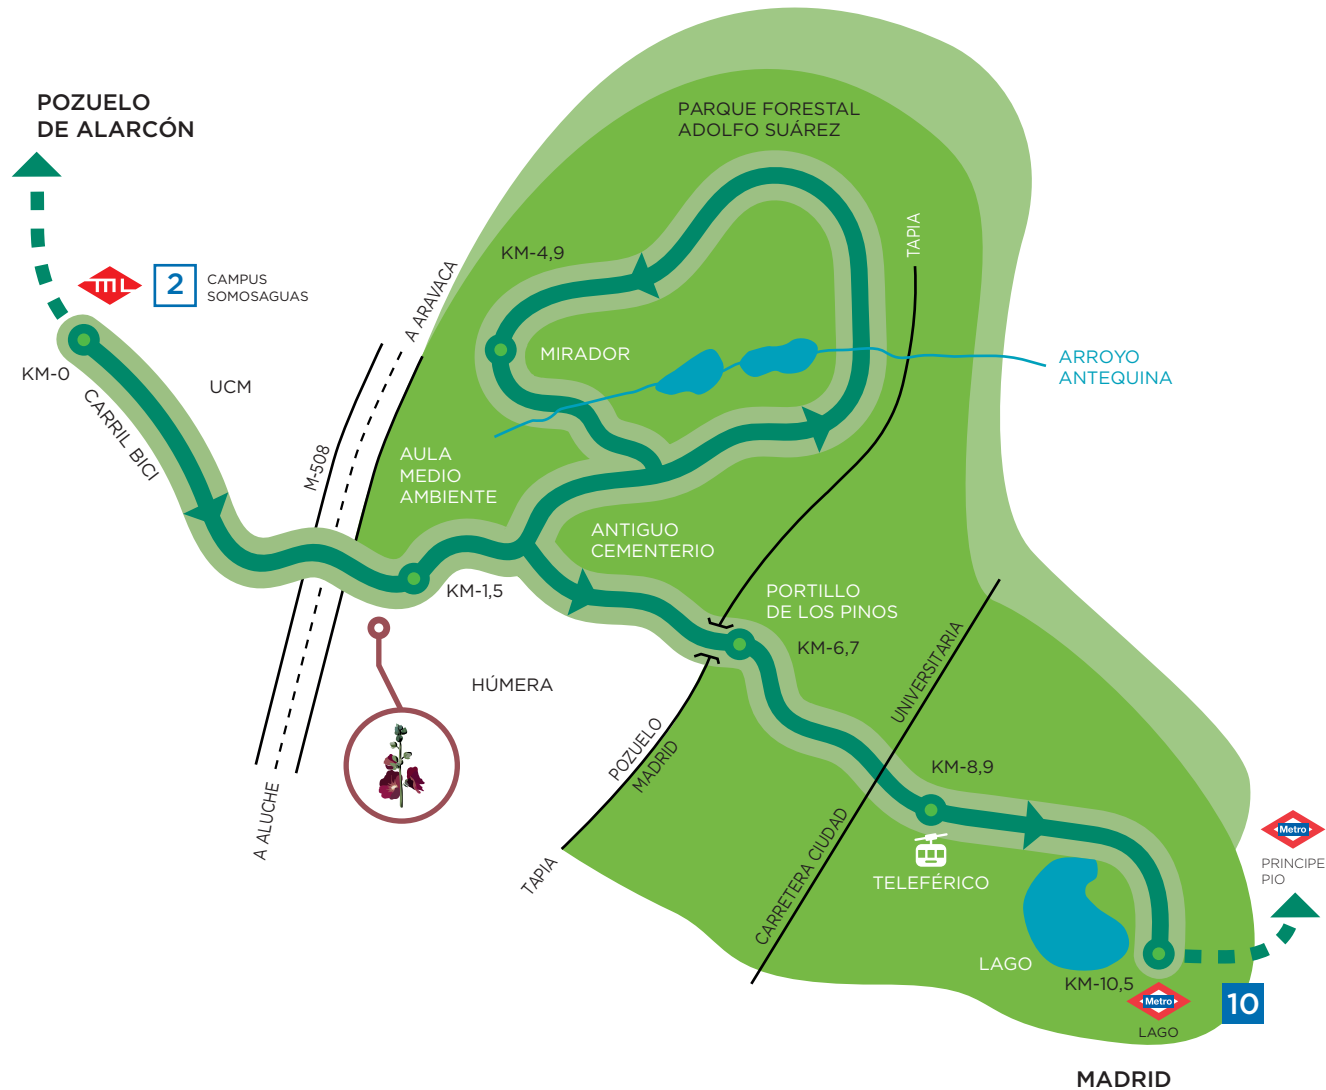 POZUELO
DE ALARCÓN
PARQUE FORESTAL
ADOLFO SUÁREZ
TAPIA
KM-4,9
A ARAVACA
ML
2
CAMPUS
SOMOSAGUAS
KM-0
UCM
CARRIL BICI
MIRADOR
ARROYO
ANTEQUINA
M-508
AULA
MEDIO
AMBIENTE
ANTIGUO
CEMENTERIO
KM-1,5
PORTILLO
DE LOS PINOS
KM-6,7
HÚMERA
UNIVERSITARIA
POZUELO
MADRID
KM-8,9
A ALUCHE
TAPIA
CARRETERA CIUDAD
TELEFÉRICO
Metro
PRINCIPE
PIO
LAGO
KM-10,5
Metro
10
LAGO
MADRID